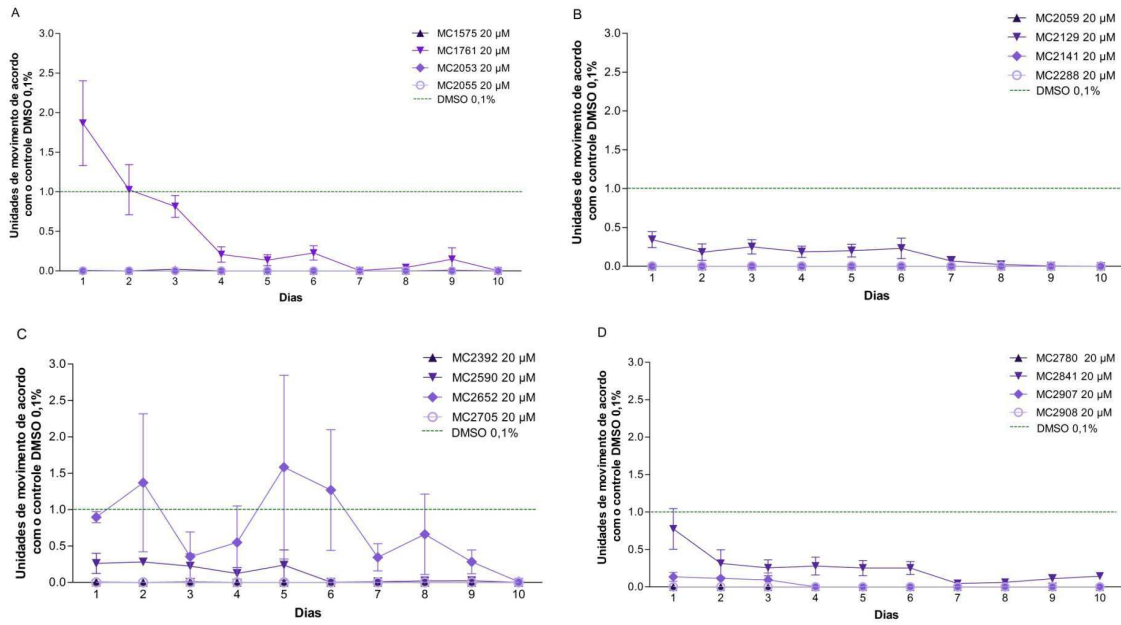 A
MC1575 20 µM
MC1761 20 µM
MC2053 20 µM
MC2055 20 µM
DMSO 0,1%
Unidades de movimento de acordo
com o controle DMSO 0,1%
3.0
2.5
2.0
1.5
1.0
0.5
0.0
1 2 3 4 5 6 7 8 9 10
Dias
B
MC2059 20 µM
MC2129 20 µM
MC2141 20 µM
MC2288 20 µM
DMSO 0,1%
Unidades de movimento de acordo
com o controle DMSO 0,1%
3.0
2.5
2.0
1.5
1.0
0.5
0.0
1 2 3 4 5 6 7 8 9 10
Dias
C
MC2392 20 µM
MC2590 20 µM
MC2652 20 µM
MC2705 20 µM
DMSO 0,1%
Unidades de movimento de acordo
com o controle DMSO 0,1%
3.0
2.5
2.0
1.5
1.0
0.5
0.0
1 2 3 4 5 6 7 8 9 10
Dias
D
MC2780 20 µM
MC2841 20 µM
MC2907 20 µM
MC2908 20 µM
DMSO 0,1%
Unidades de movimento de acordo
com o controle DMSO 0,1%
3.0
2.5
2.0
1.5
1.0
0.5
0.0
1 2 3 4 5 6 7 8 9 10
Dias